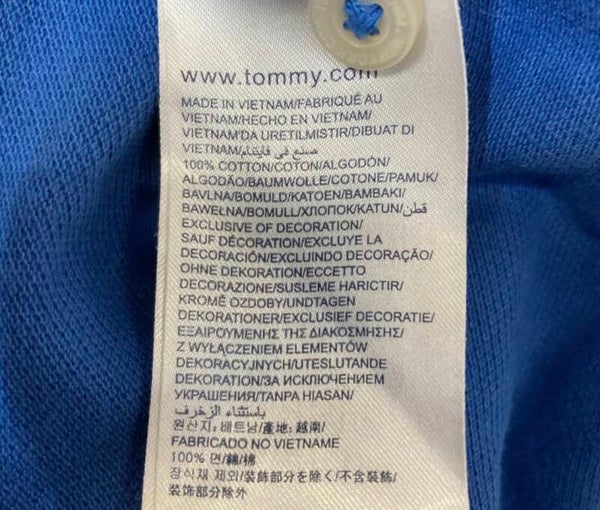 www.tommy.com
MADE IN VIETNAM/FABRIQUÉ AU
VIETNAM/HECHO EN VIETNAM/
VIETNAM'DA URETILMISTIR/DIBUAT DI
VIETNAM/صنع في فايتنام
100% COTTON/COTON/ALGODÓN/
ALGODÃO/BAUMWOLLE/COTONE/PAMUK/
BAVLNA/BOMULD/KATOEN/BAMBAKI/
BAWEŁNA/BOMULL/ХЛОПОК/KATUN/قطن/
EXCLUSIVE OF DECORATION/
SAUF DÉCORATION/EXCLUYE LA
DECORACIÓN/EXCLUINDO DECORAÇÃO/
OHNE DEKORATION/ECCETTO
DECORAZIONE/SUSLEME HARICTIR/
KROMĚ OZDOBY/UNDTAGEN
DEKORATIONER/EXCLUSIEF DECORATIE/
ΕΞΑΙΡΟΥΜΕΝΗΣ ΤΗΣ ΔΙΑΚΟΣΜΗΣΗΣ/
Z WYŁĄCZENIEM ELEMENTÓW
DEKORACYJNYCH/UTESLUTANDE
DEKORATION/ЗА ИСКЛЮЧЕНИЕМ
УКРАШЕНИЯ/TANPA HIASAN/
باستثناء الزخرف/
원산지: 베트남/產地: 越南/
FABRICADO NO VIETNAME
100% 면/綿/棉
장식재 제외/装飾部分を除く/不含裝飾/
装饰部分除外